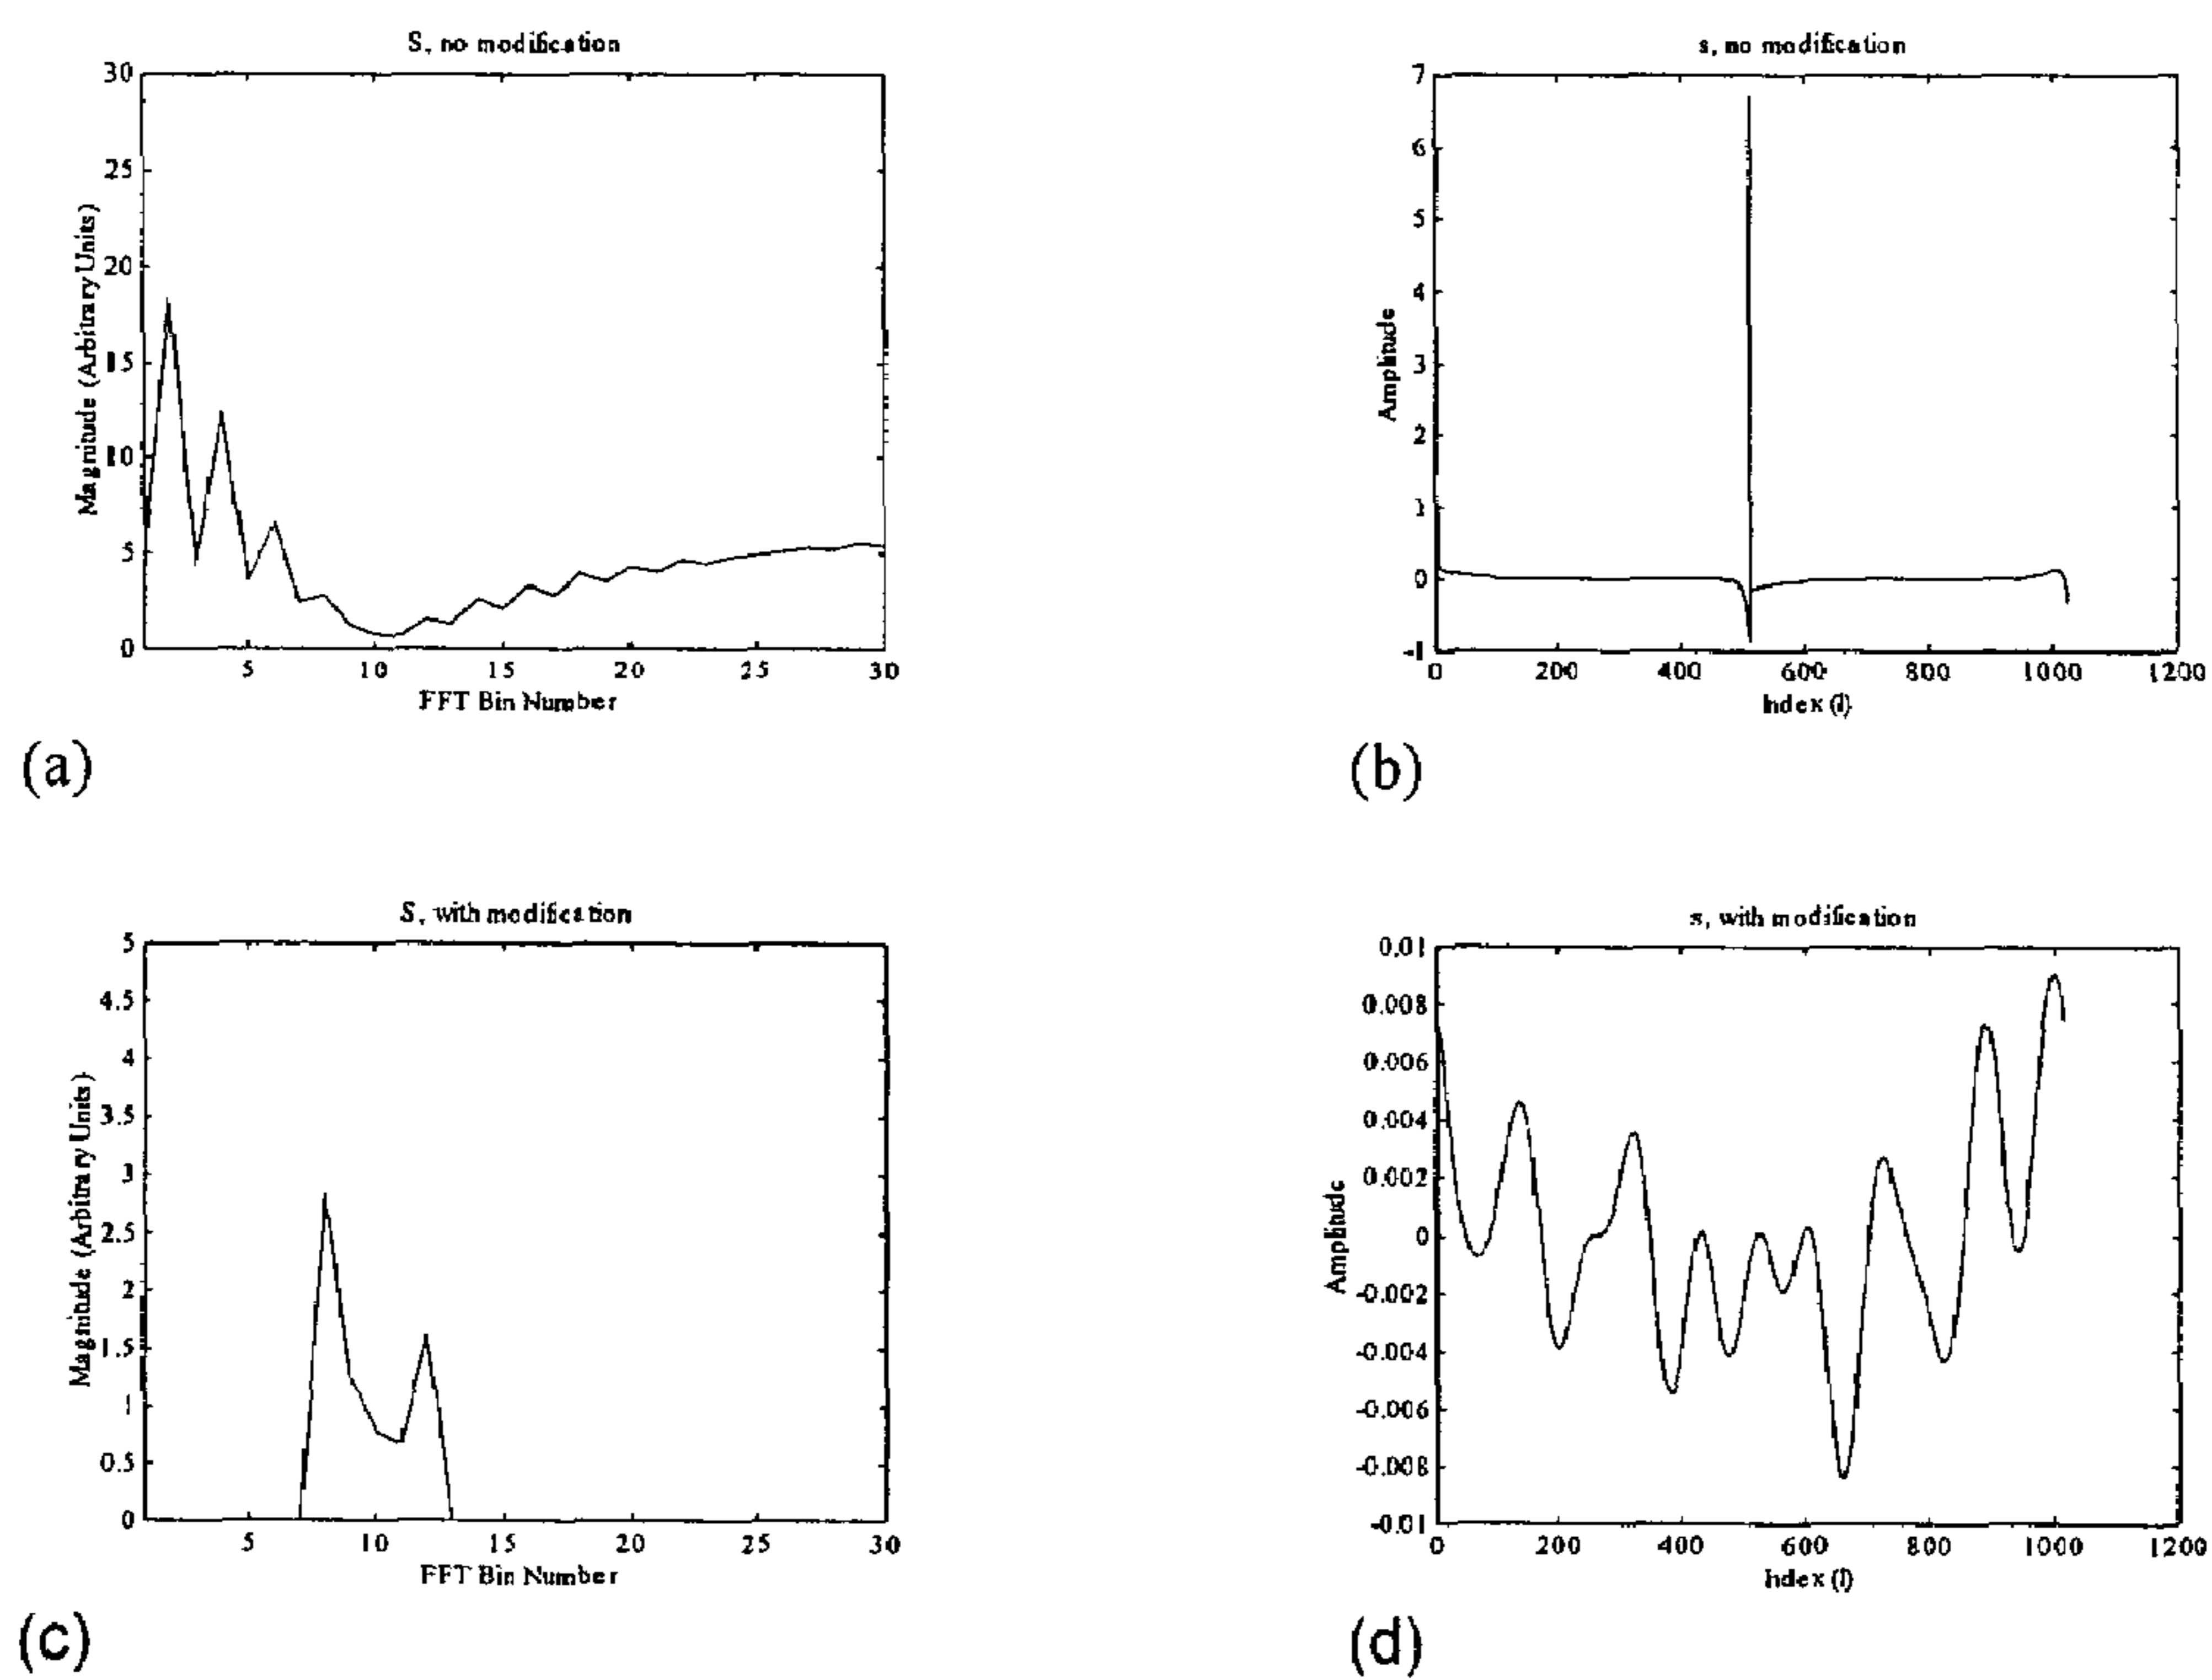 S, no modification
30
25
20
15
10
5
0
Magnitude (Arbitrary Units)
5 10 15 20 25 30
FFT Bin Number
(a)
s, no modification
7
6
5
4
3
2
1
0
-1
Amplitude
0 200 400 600 800 1000 1200
Index (l)
(b)
S, with modification
5
4.5
4
3.5
3
2.5
2
1.5
1
0.5
0
Magnitude (Arbitrary Units)
5 10 15 20 25 30
FFT Bin Number
(c)
s, with modification
0.01
0.008
0.006
0.004
0.002
0
-0.002
-0.004
-0.006
-0.008
-0.01
Amplitude
0 200 400 600 800 1000 1200
Index (l)
(d)